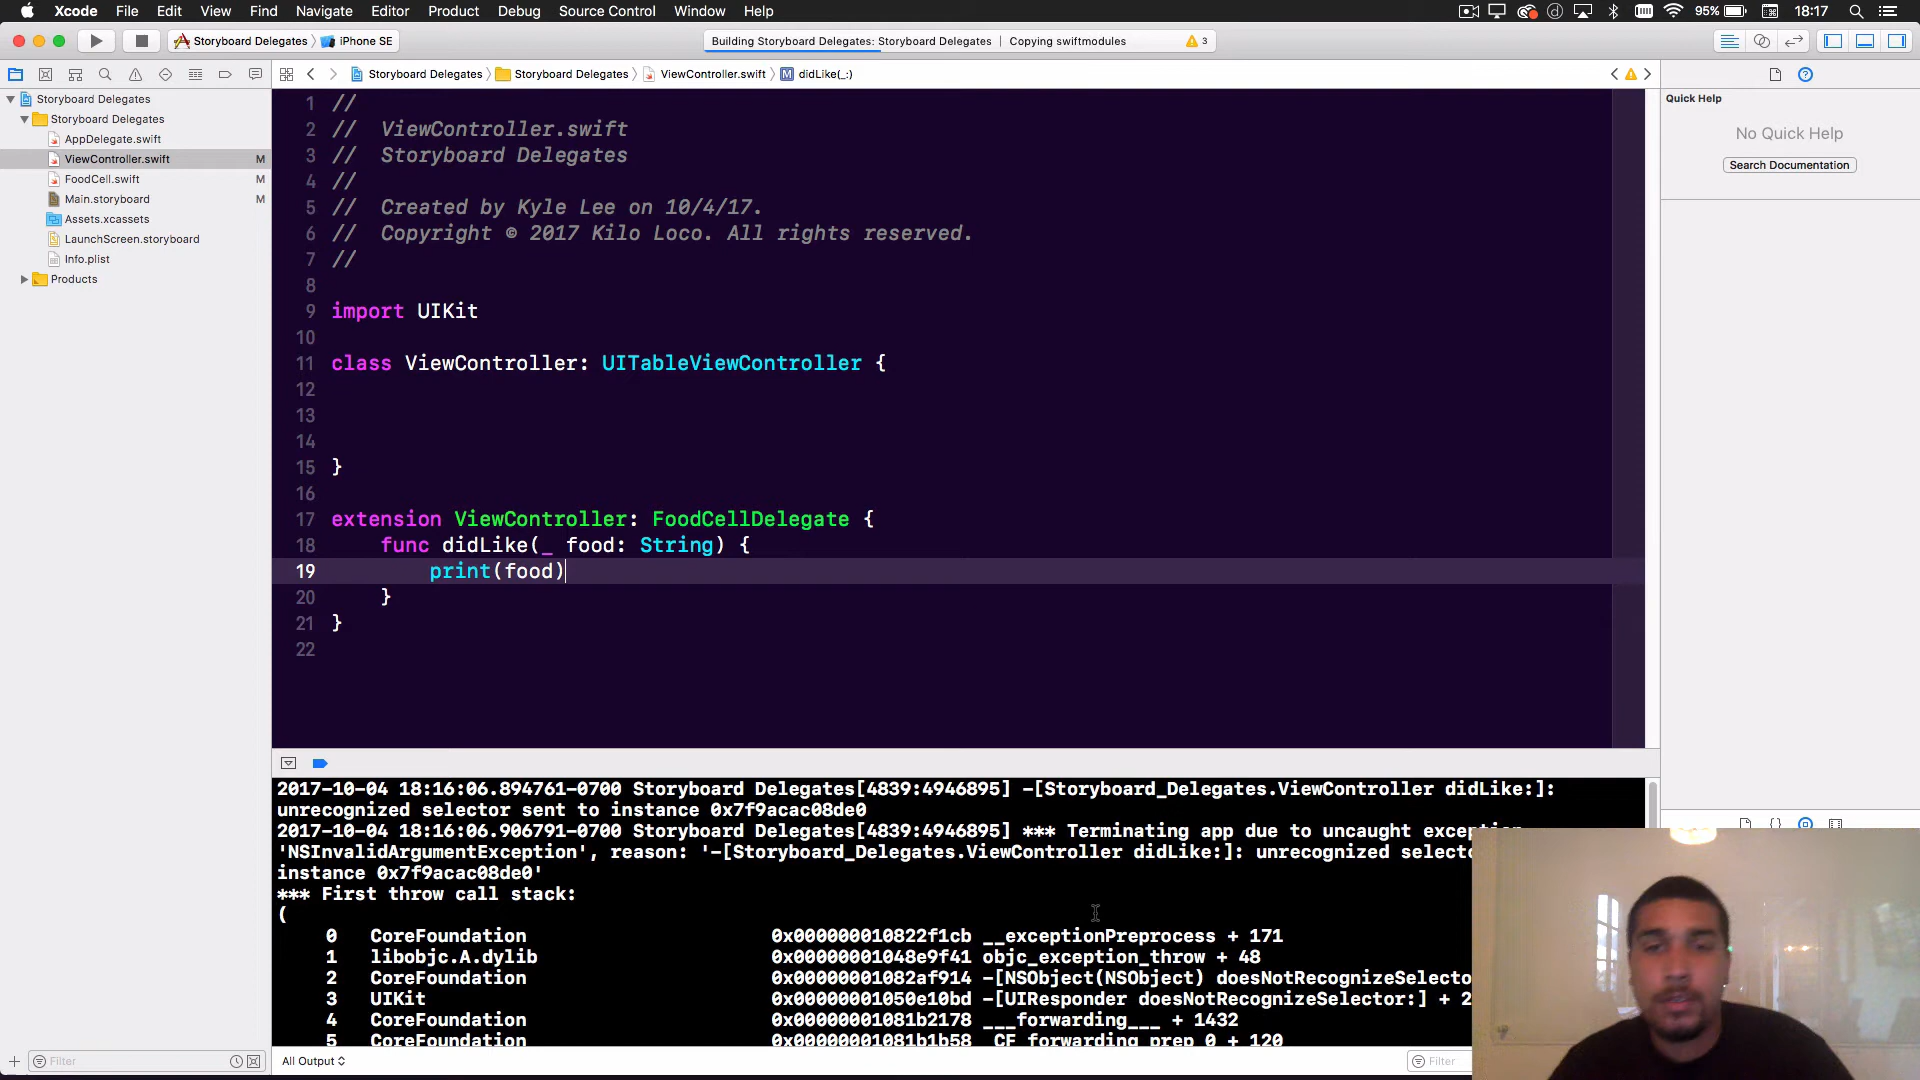 Xcode File Edit View Find Navigate Editor Product Debug Source Control Window Help 95% 18:17
Storyboard Delegates iPhone SE Building Storyboard Delegates: Storyboard Delegates | Copying swiftmodules 3
Storyboard Delegates Storyboard Delegates ViewController.swift M didLike(_:)
Storyboard Delegates
Storyboard Delegates
AppDelegate.swift
ViewController.swift M
FoodCell.swift M
Main.storyboard M
Assets.xcassets
LaunchScreen.storyboard
Info.plist
Products
Filter
1 //
2 // ViewController.swift
3 // Storyboard Delegates
4 //
5 // Created by Kyle Lee on 10/4/17.
6 // Copyright © 2017 Kilo Loco. All rights reserved.
7 //
8
9 import UIKit
10
11 class ViewController: UITableViewController {
12
13
14
15 }
16
17 extension ViewController: FoodCellDelegate {
18 func didLike(_ food: String) {
19 print(food)
20 }
21 }
22
Quick Help
No Quick Help
Search Documentation
2017-10-04 18:16:06.894761-0700 Storyboard Delegates[4839:4946895] -[Storyboard_Delegates.ViewController didLike:]:
unrecognized selector sent to instance 0x7f9acac08de0
2017-10-04 18:16:06.906791-0700 Storyboard Delegates[4839:4946895] *** Terminating app due to uncaught exception
'NSInvalidArgumentException', reason: '-[Storyboard_Delegates.ViewController didLike:]: unrecognized selec
instance 0x7f9acac08de0'
*** First throw call stack:
(
0 CoreFoundation 0x000000010822f1cb __exceptionPreprocess + 171
1 libobjc.A.dylib 0x00000001048e9f41 objc_exception_throw + 48
2 CoreFoundation 0x00000001082af914 -[NSObject(NSObject) doesNotRecognizeSelecto
3 UIKit 0x00000001050e10bd -[UIResponder doesNotRecognizeSelector:] + 2
4 CoreFoundation 0x00000001081b2178 ___forwarding___ + 1432
5 CoreFoundation 0x00000001081b1b58 _CF_forwarding_prep_0 + 120
All Output Filter